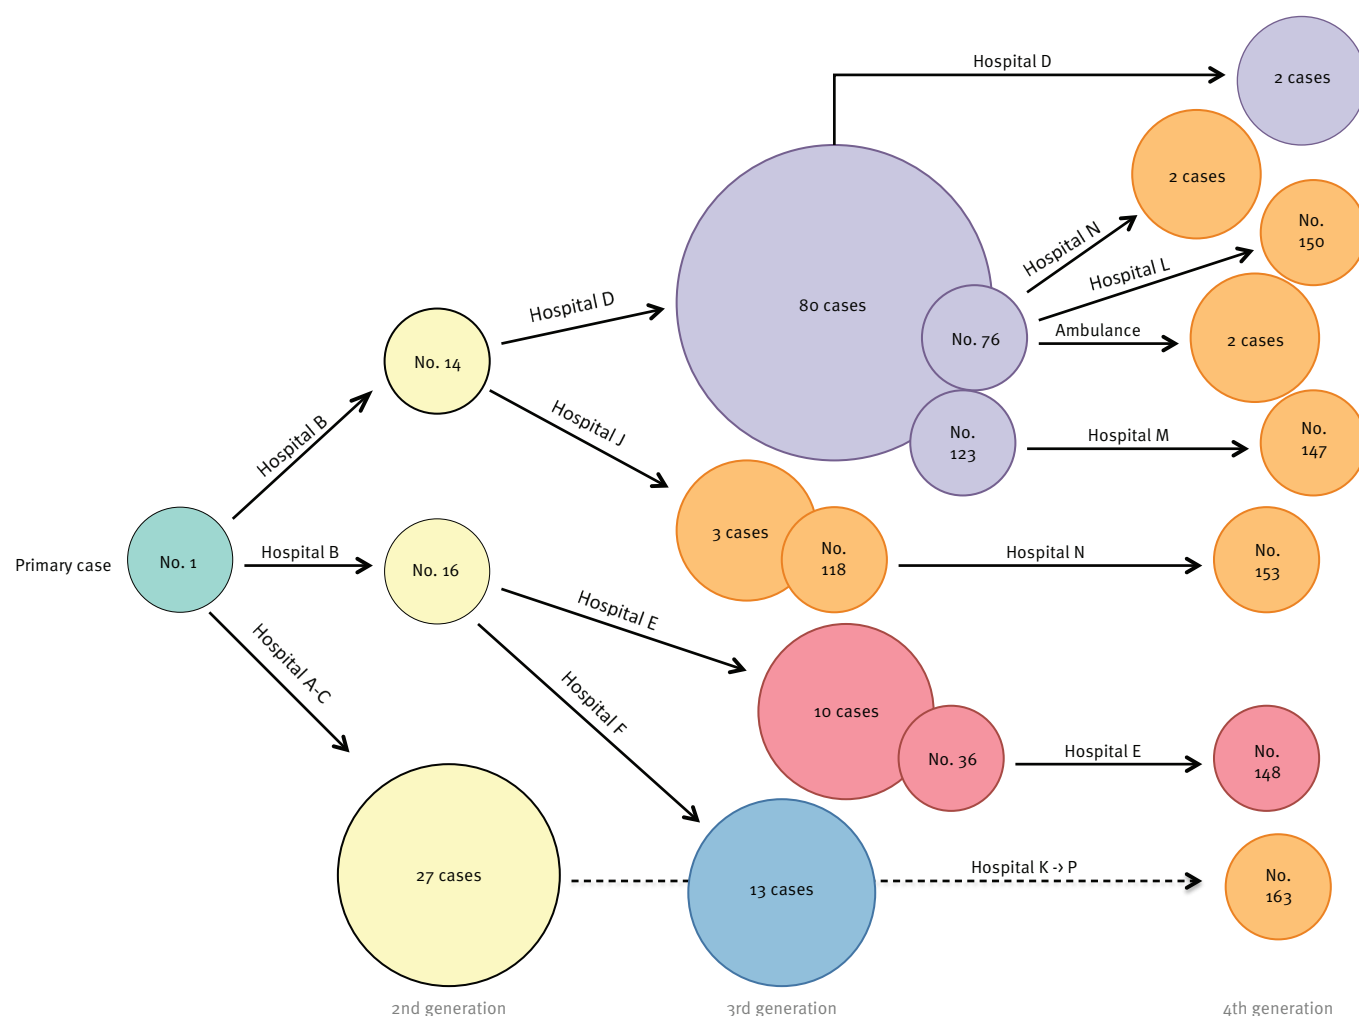 Hospital D
2 cases
2 cases
Hospital N
No.
150
Hospital L
Hospital D
80 cases
Ambulance
2 cases
No. 76
No. 14
Hospital B
Hospital J
No.
123
Hospital M
No.
147
3 cases
No.
118
Hospital N
No.
153
Primary case
No. 1
Hospital B
No. 16
Hospital E
Hospital A-C
Hospital F
10 cases
No. 36
Hospital E
No.
148
27 cases
13 cases
Hospital K -> P
No.
163
2nd generation
3rd generation
4th generation